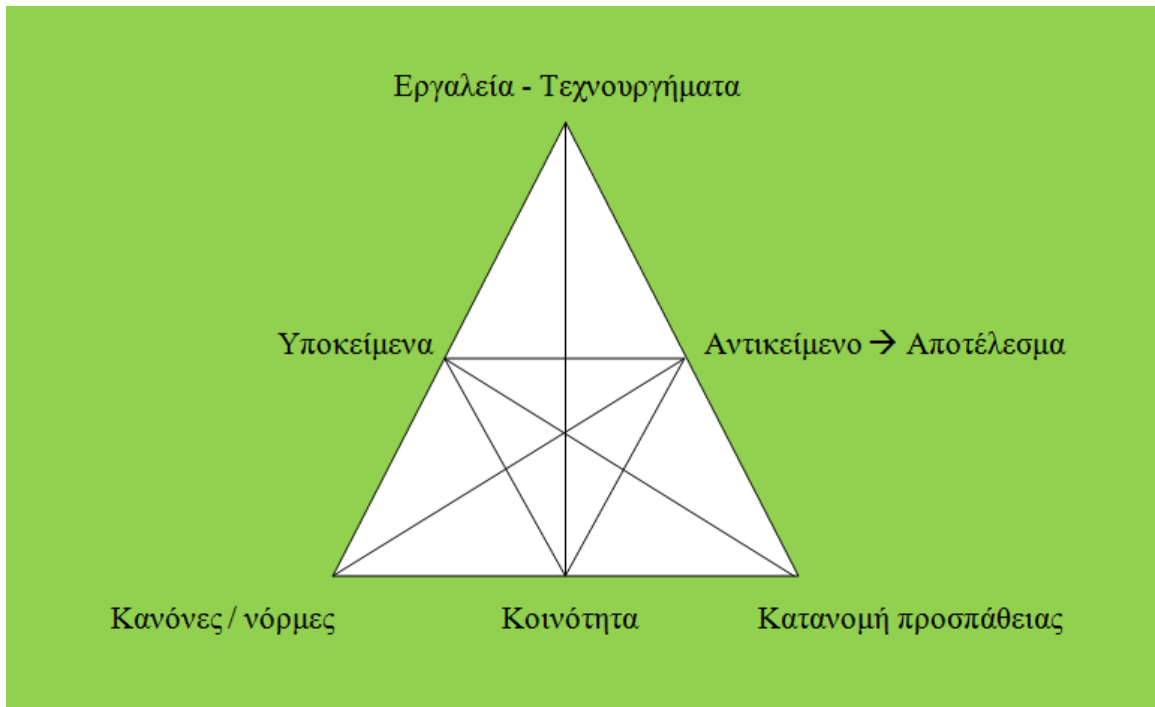 Εργαλεία - Τεχνουργήματα
Υποκείμενα
Αντικείμενο → Αποτέλεσμα
Κανόνες / νόρμες
Κοινότητα
Κατανομή προσπάθειας